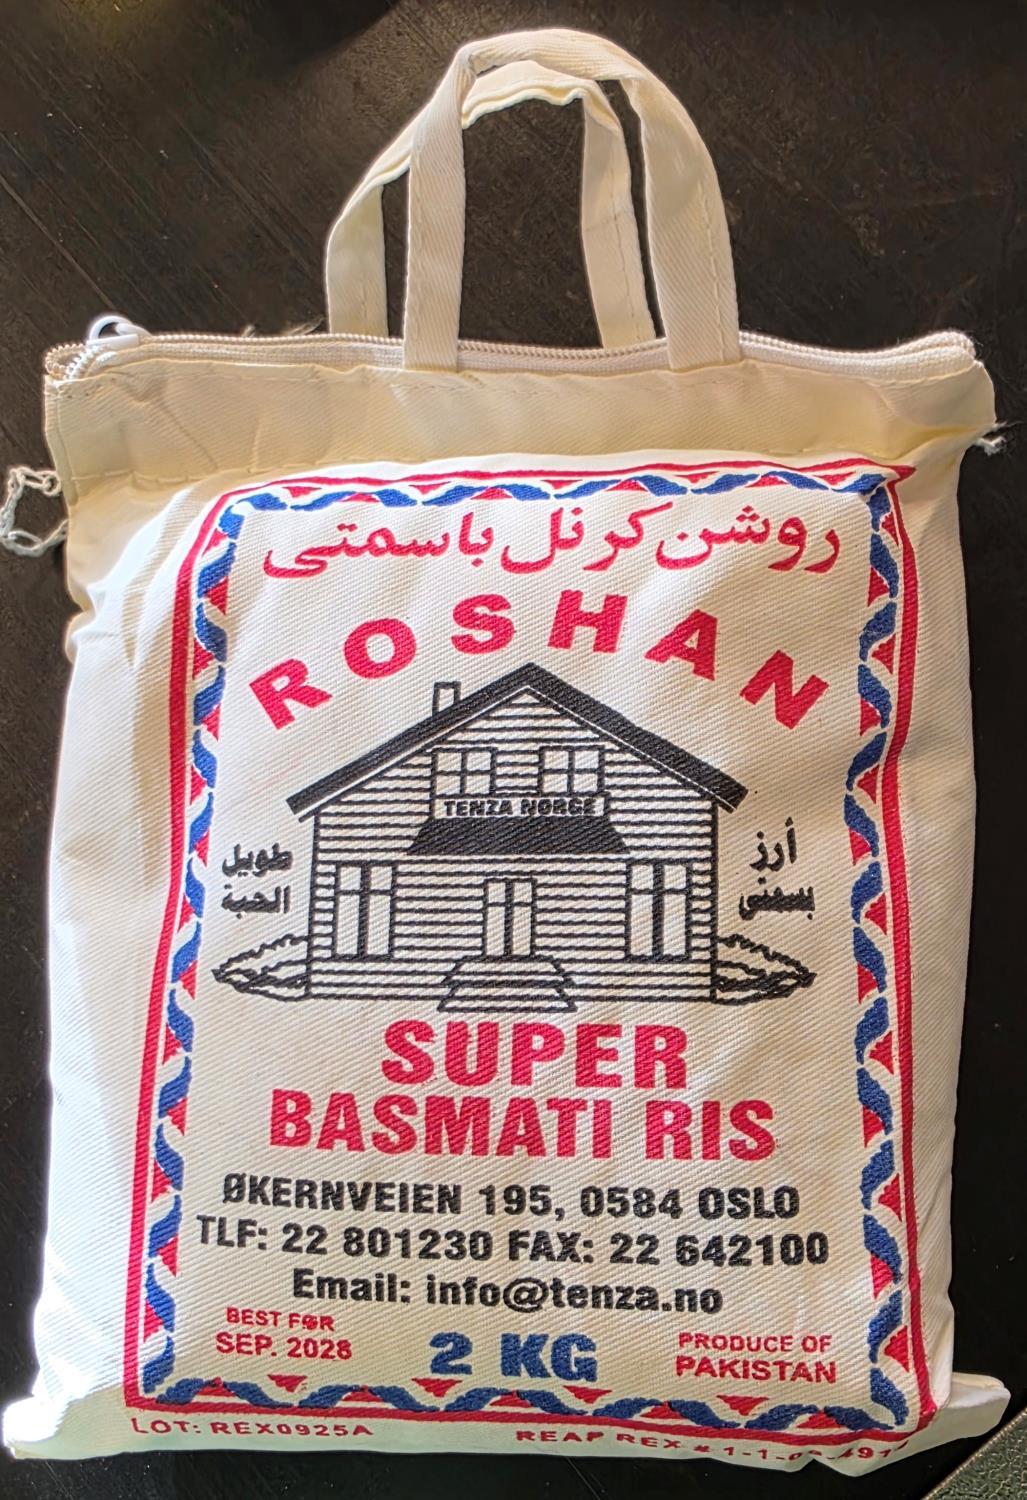 روشن کرنل باسمتی
ROSHAN
TENZA NORGE
أرز
بسمتي
طويل
الحبة
SUPER
BASMATI RIS
ØKERNVEIEN 195, 0584 OSLO
TLF: 22 801230 FAX: 22 642100
Email: info@tenza.no
BEST FØR
SEP. 2028
2 KG
PRODUCE OF
PAKISTAN
LOT: REX0925A
REAP REX #